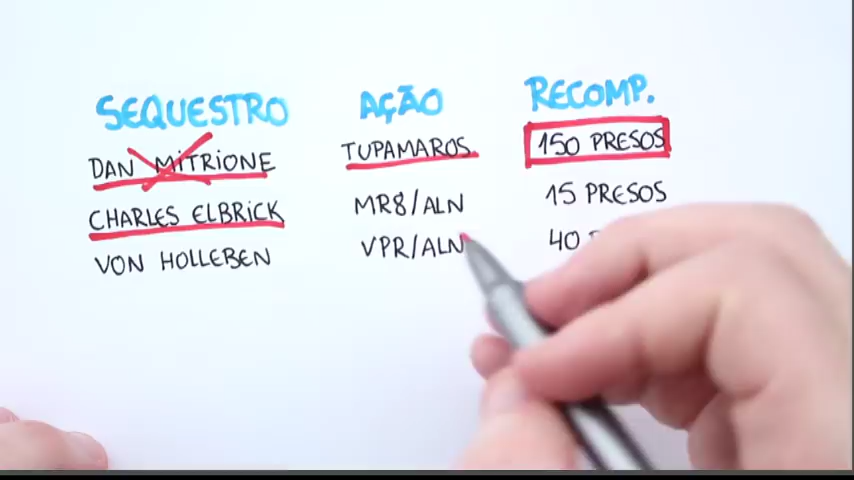 SEQUESTRO AÇÃO RECOMP.
DAN MITRIONE TUPAMAROS 150 PRESOS
CHARLES ELBRICK MR8/ALN 15 PRESOS
VON HOLLEBEN VPR/ALN 40